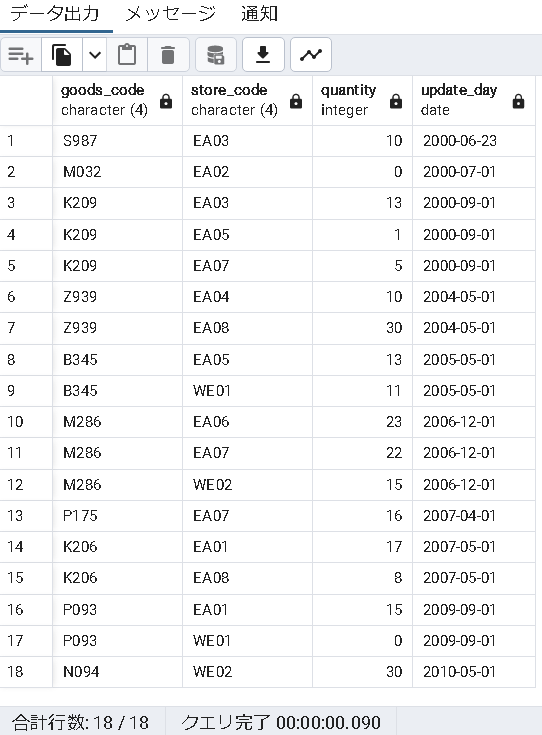 データ出力 メッセージ 通知
goods_code store_code quantity update_day
character (4) character (4) integer date
1 S987 EA03 10 2000-06-23
2 M032 EA02 0 2000-07-01
3 K209 EA03 13 2000-09-01
4 K209 EA05 1 2000-09-01
5 K209 EA07 5 2000-09-01
6 Z939 EA04 10 2004-05-01
7 Z939 EA08 30 2004-05-01
8 B345 EA05 13 2005-05-01
9 B345 WE01 11 2005-05-01
10 M286 EA06 23 2006-12-01
11 M286 EA07 22 2006-12-01
12 M286 WE02 15 2006-12-01
13 P175 EA07 16 2007-04-01
14 K206 EA01 17 2007-05-01
15 K206 EA08 8 2007-05-01
16 P093 EA01 15 2009-09-01
17 P093 WE01 0 2009-09-01
18 N094 WE02 30 2010-05-01
合計行数: 18 / 18 クエリ完了 00:00:00.090